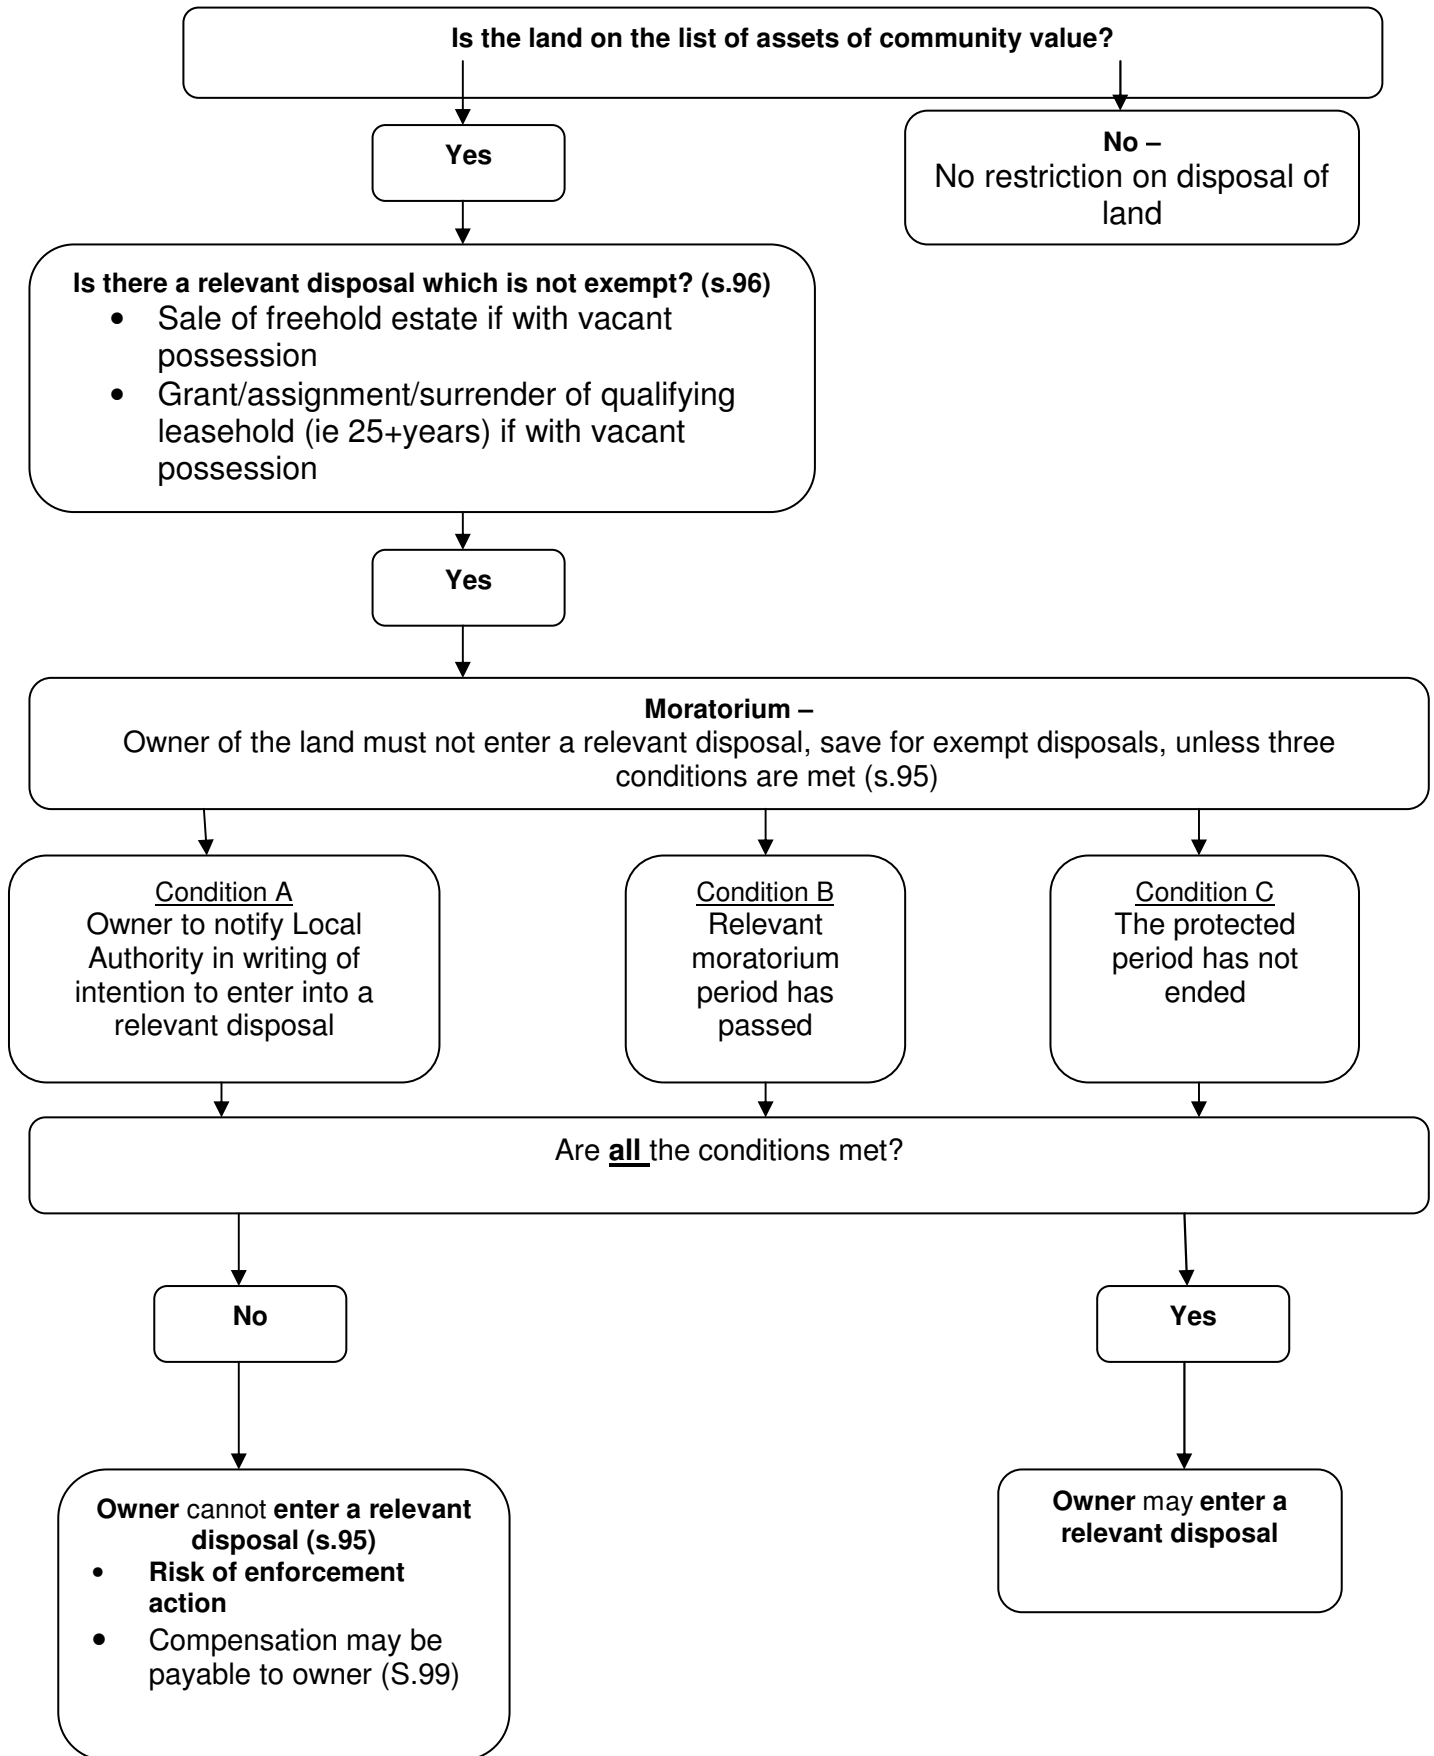 Is the land on the list of assets of community value?
Yes
No –
No restriction on disposal of
land
Is there a relevant disposal which is not exempt? (s.96)
• Sale of freehold estate if with vacant
possession
• Grant/assignment/surrender of qualifying
leasehold (ie 25+years) if with vacant
possession
Yes
Moratorium –
Owner of the land must not enter a relevant disposal, save for exempt disposals, unless three
conditions are met (s.95)
Condition A
Owner to notify Local
Authority in writing of
intention to enter into a
relevant disposal
Condition B
Relevant
moratorium
period has
passed
Condition C
The protected
period has not
ended
Are all the conditions met?
No
Yes
Owner cannot enter a relevant
disposal (s.95)
• Risk of enforcement
action
• Compensation may be
payable to owner (S.99)
Owner may enter a
relevant disposal